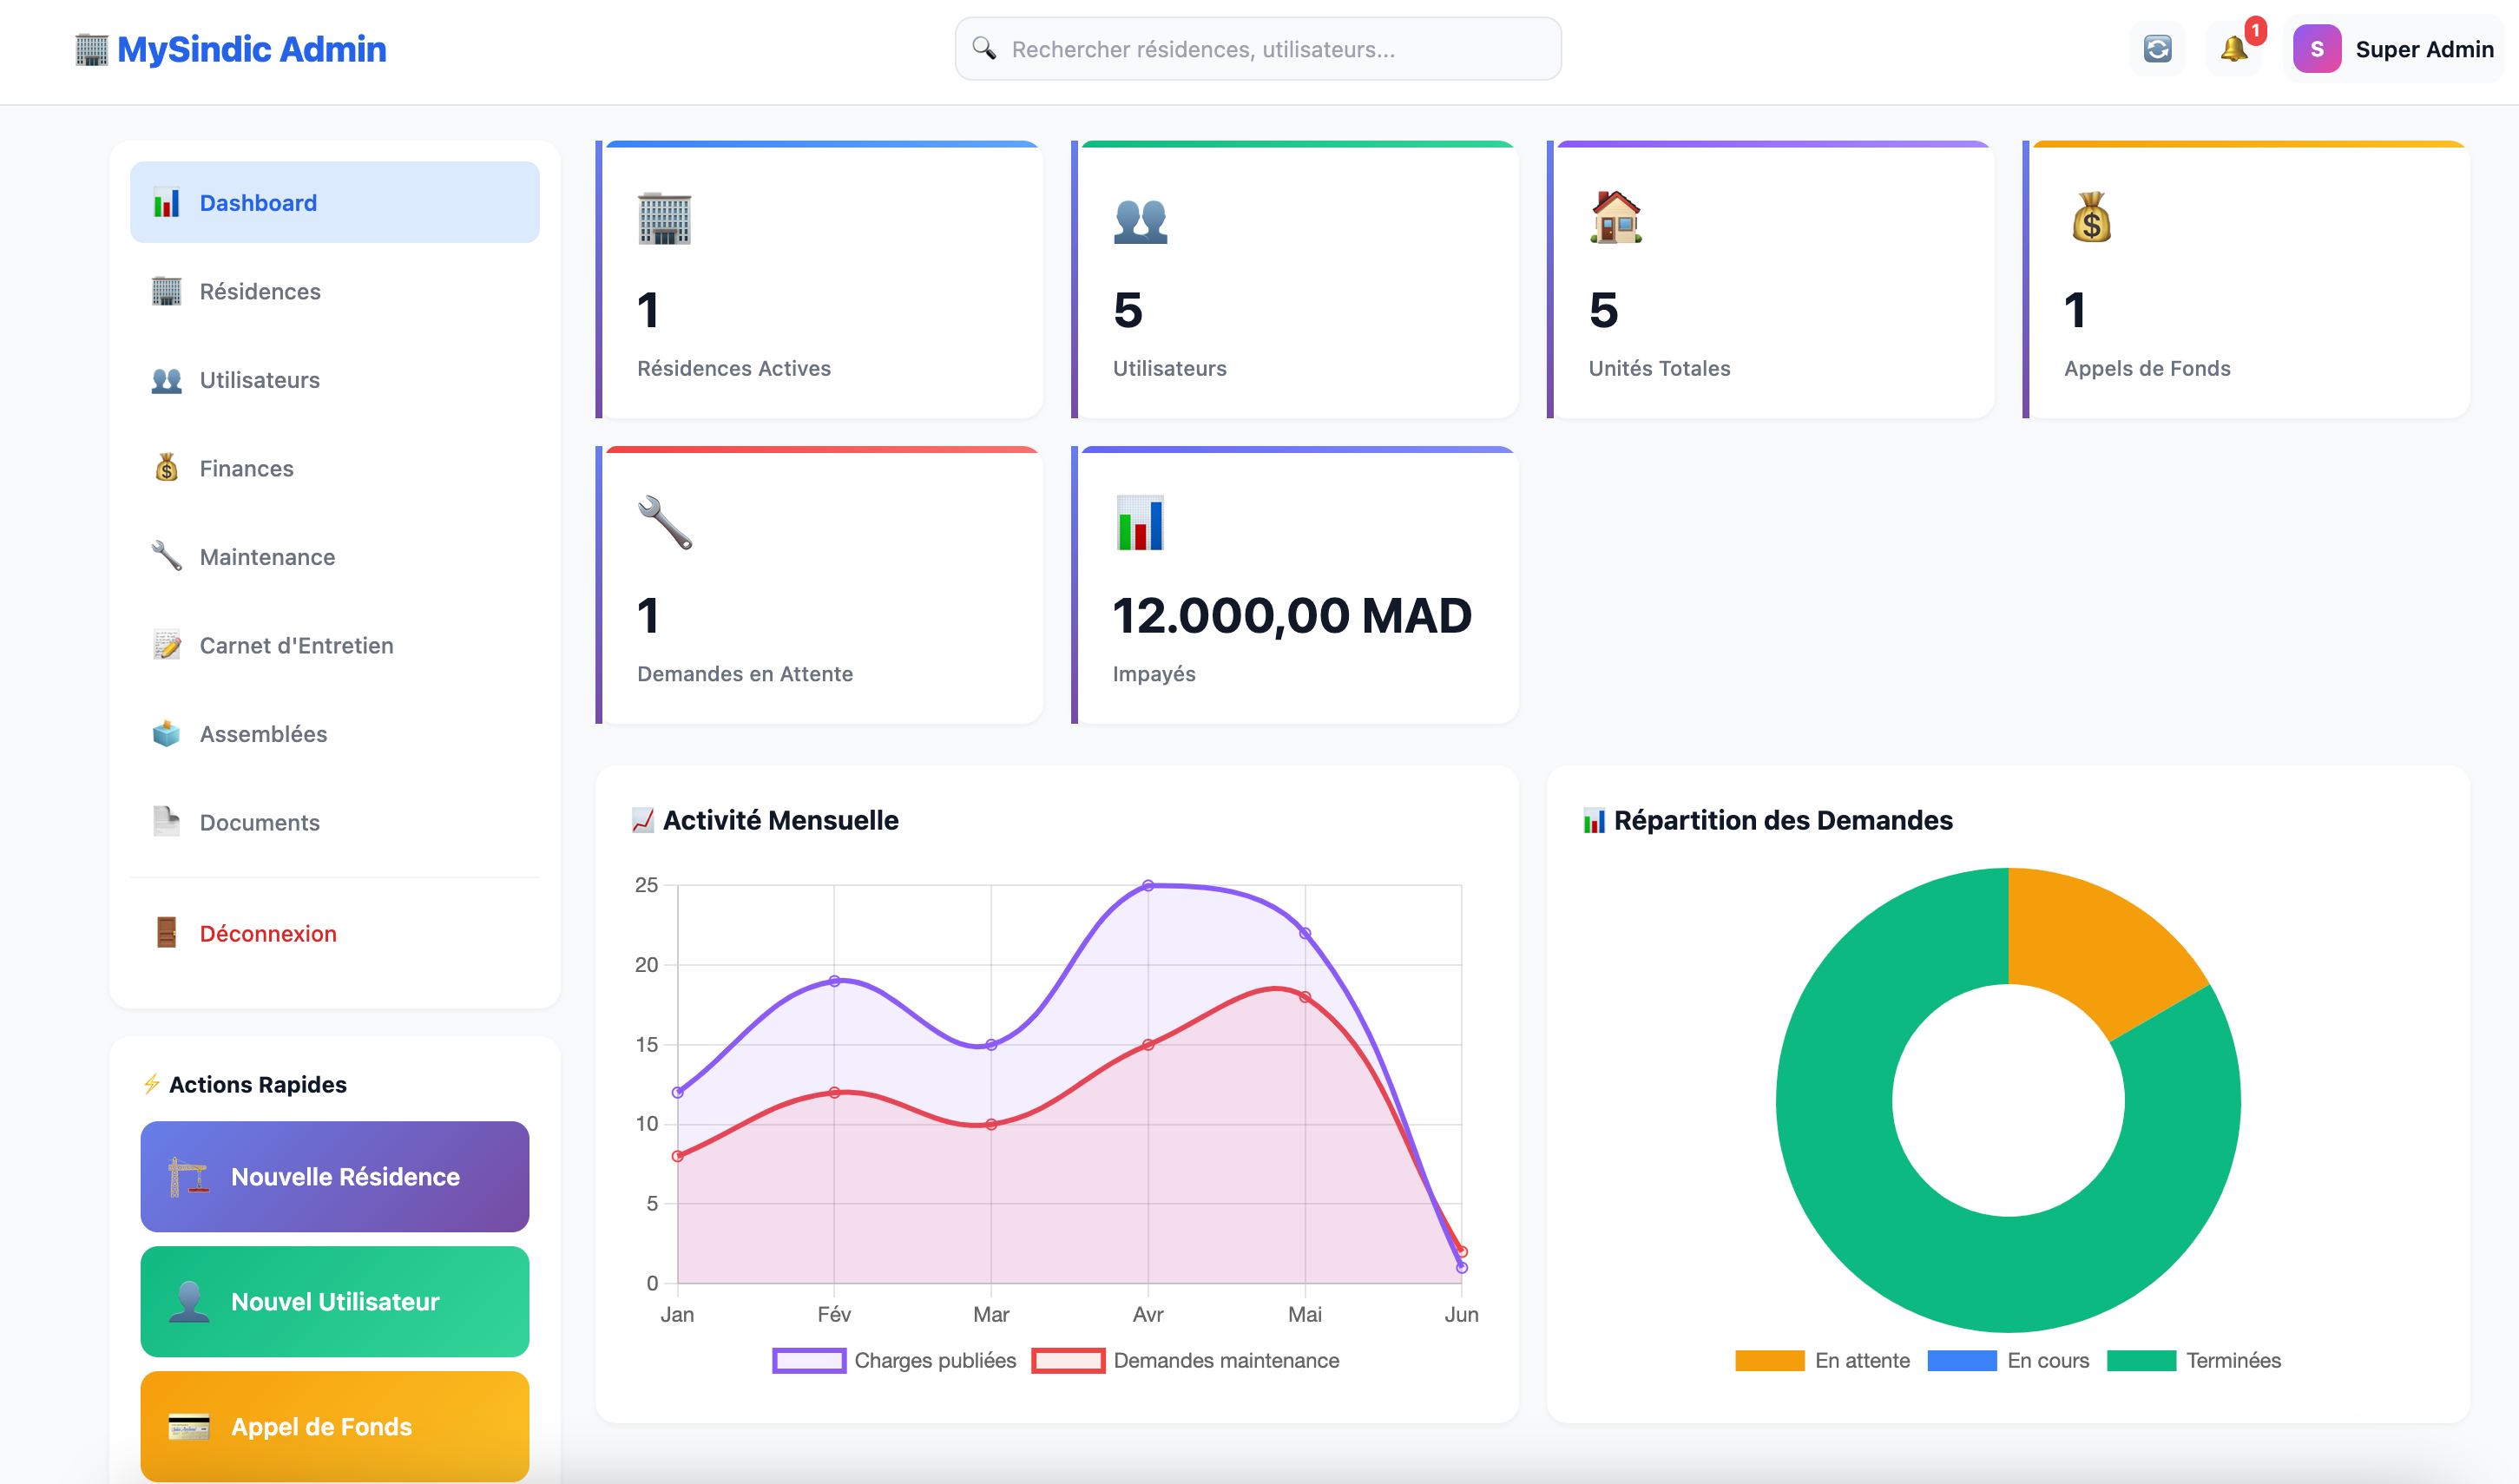 MySindic Admin
Rechercher résidences, utilisateurs...
1
S
Super Admin
Dashboard
Résidences
Utilisateurs
Finances
Maintenance
Carnet d'Entretien
Assemblées
Documents
Déconnexion
Actions Rapides
Nouvelle Résidence
Nouvel Utilisateur
Appel de Fonds
1
Résidences Actives
5
Utilisateurs
5
Unités Totales
1
Appels de Fonds
1
Demandes en Attente
12.000,00 MAD
Impayés
Activité Mensuelle
25
20
15
10
5
0
Jan Fév Mar Avr Mai Jun
Charges publiées Demandes maintenance
Répartition des Demandes
En attente En cours Terminées